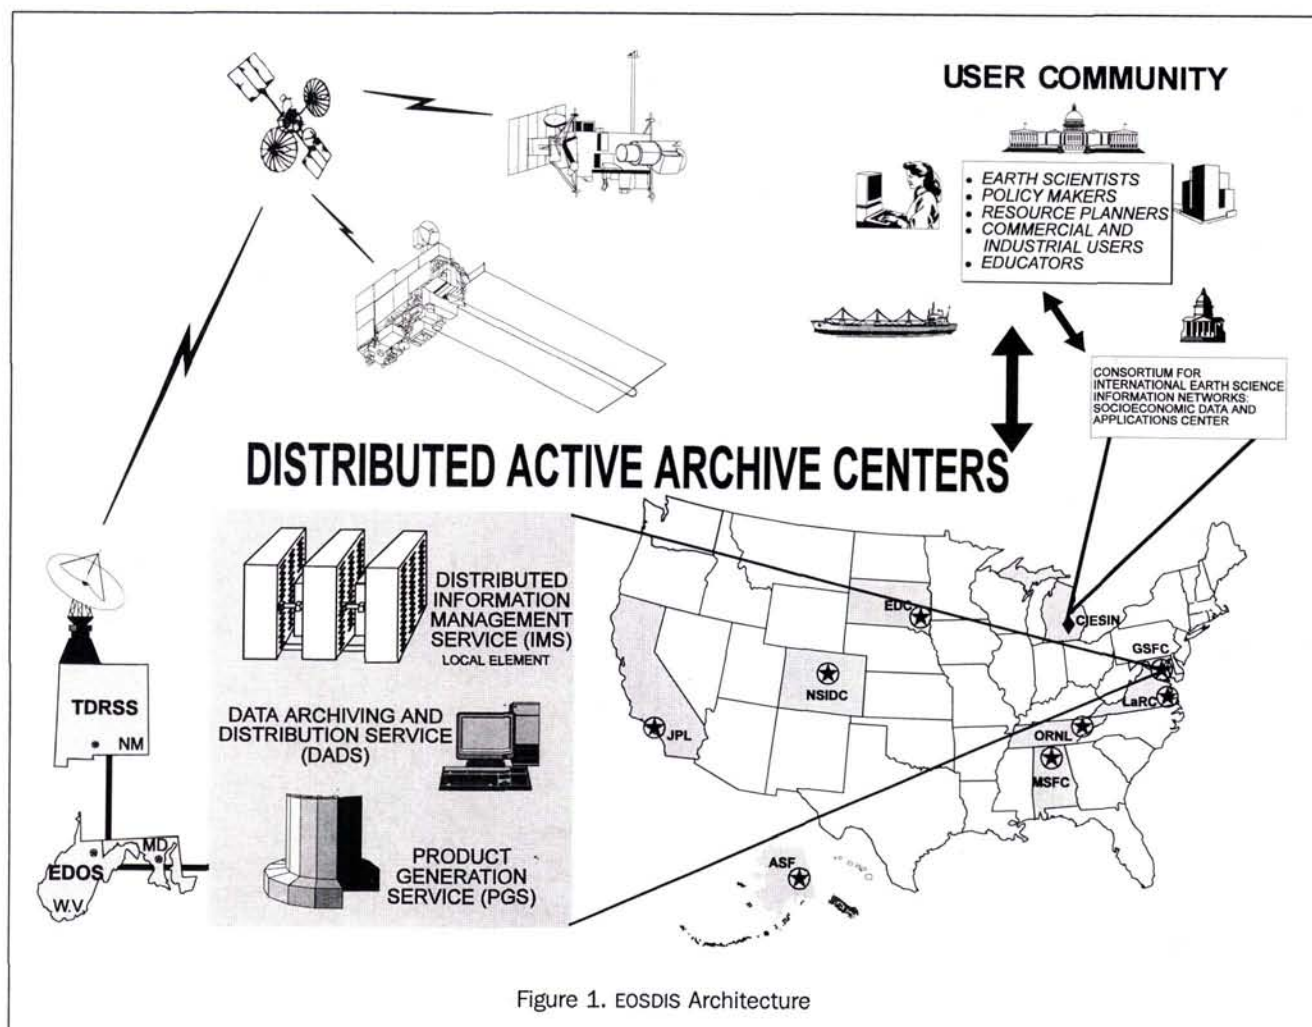 USER COMMUNITY
• EARTH SCIENTISTS
• POLICY MAKERS
• RESOURCE PLANNERS
• COMMERCIAL AND
INDUSTRIAL USERS
• EDUCATORS
CONSORTIUM FOR
INTERNATIONAL EARTH SCIENCE
INFORMATION NETWORKS:
SOCIOECONOMIC DATA AND
APPLICATIONS CENTER
DISTRIBUTED ACTIVE ARCHIVE CENTERS
DISTRIBUTED
INFORMATION
MANAGEMENT
SERVICE (IMS)
LOCAL ELEMENT
DATA ARCHIVING AND
DISTRIBUTION SERVICE
(DADS)
PRODUCT
GENERATION
SERVICE (PGS)
TDRSS
NM
MD
EDOS
W.V.
EDC
CIESIN
GSFC
NSIDC
LaRC
JPL
ORNL
MSFC
ASF
Figure 1. EOSDIS Architecture